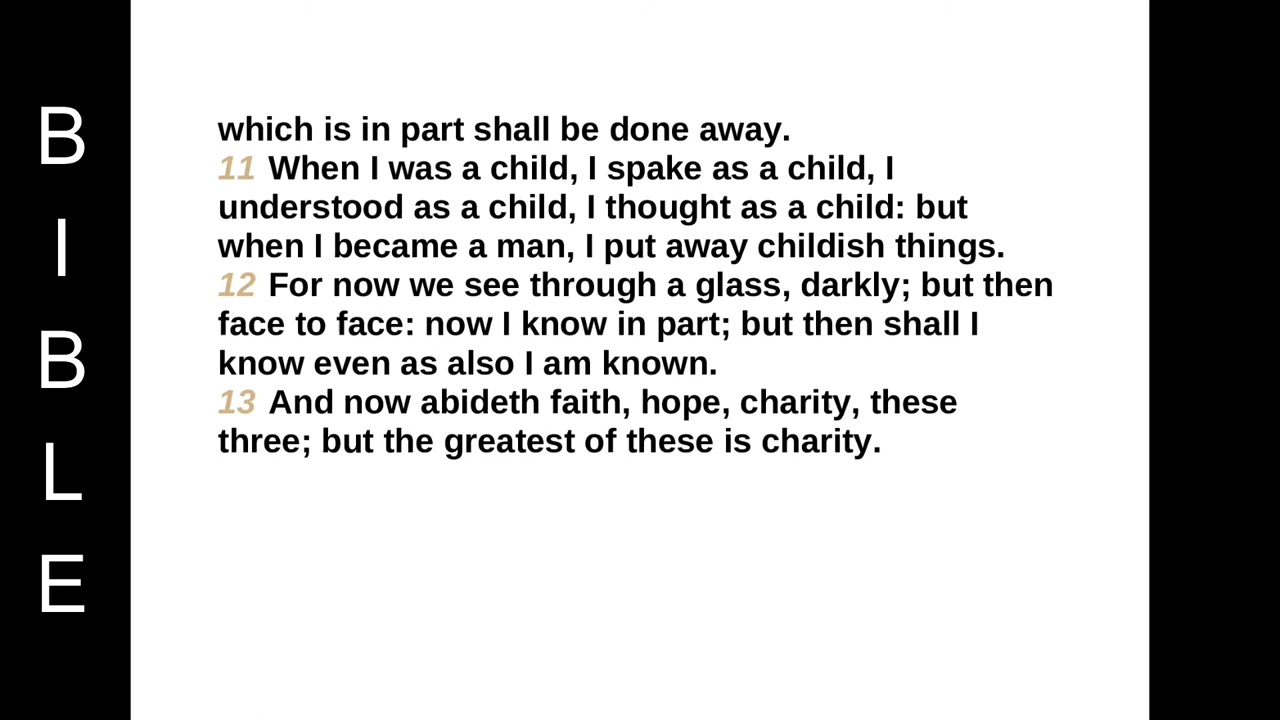 BIBLE
which is in part shall be done away.
11 When I was a child, I spake as a child, I
understood as a child, I thought as a child: but
when I became a man, I put away childish things.
12 For now we see through a glass, darkly; but then
face to face: now I know in part; but then shall I
know even as also I am known.
13 And now abideth faith, hope, charity, these
three; but the greatest of these is charity.